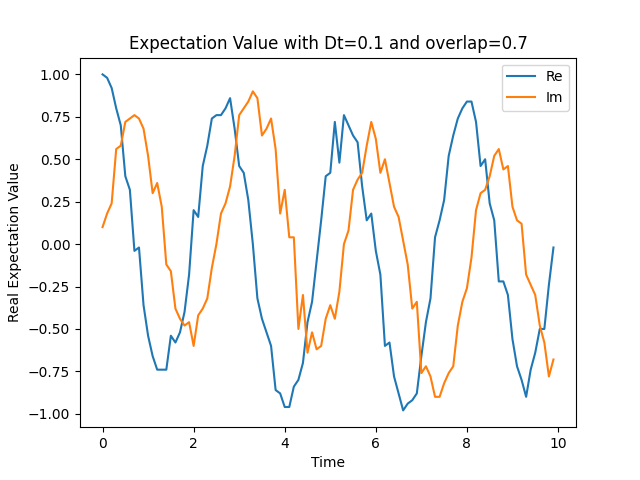 Expectation Value with Dt=0.1 and overlap=0.7
Re
Im
1.00
0.75
0.50
0.25
0.00
−0.25
−0.50
−0.75
−1.00
Real Expectation Value
0 2 4 6 8 10
Time